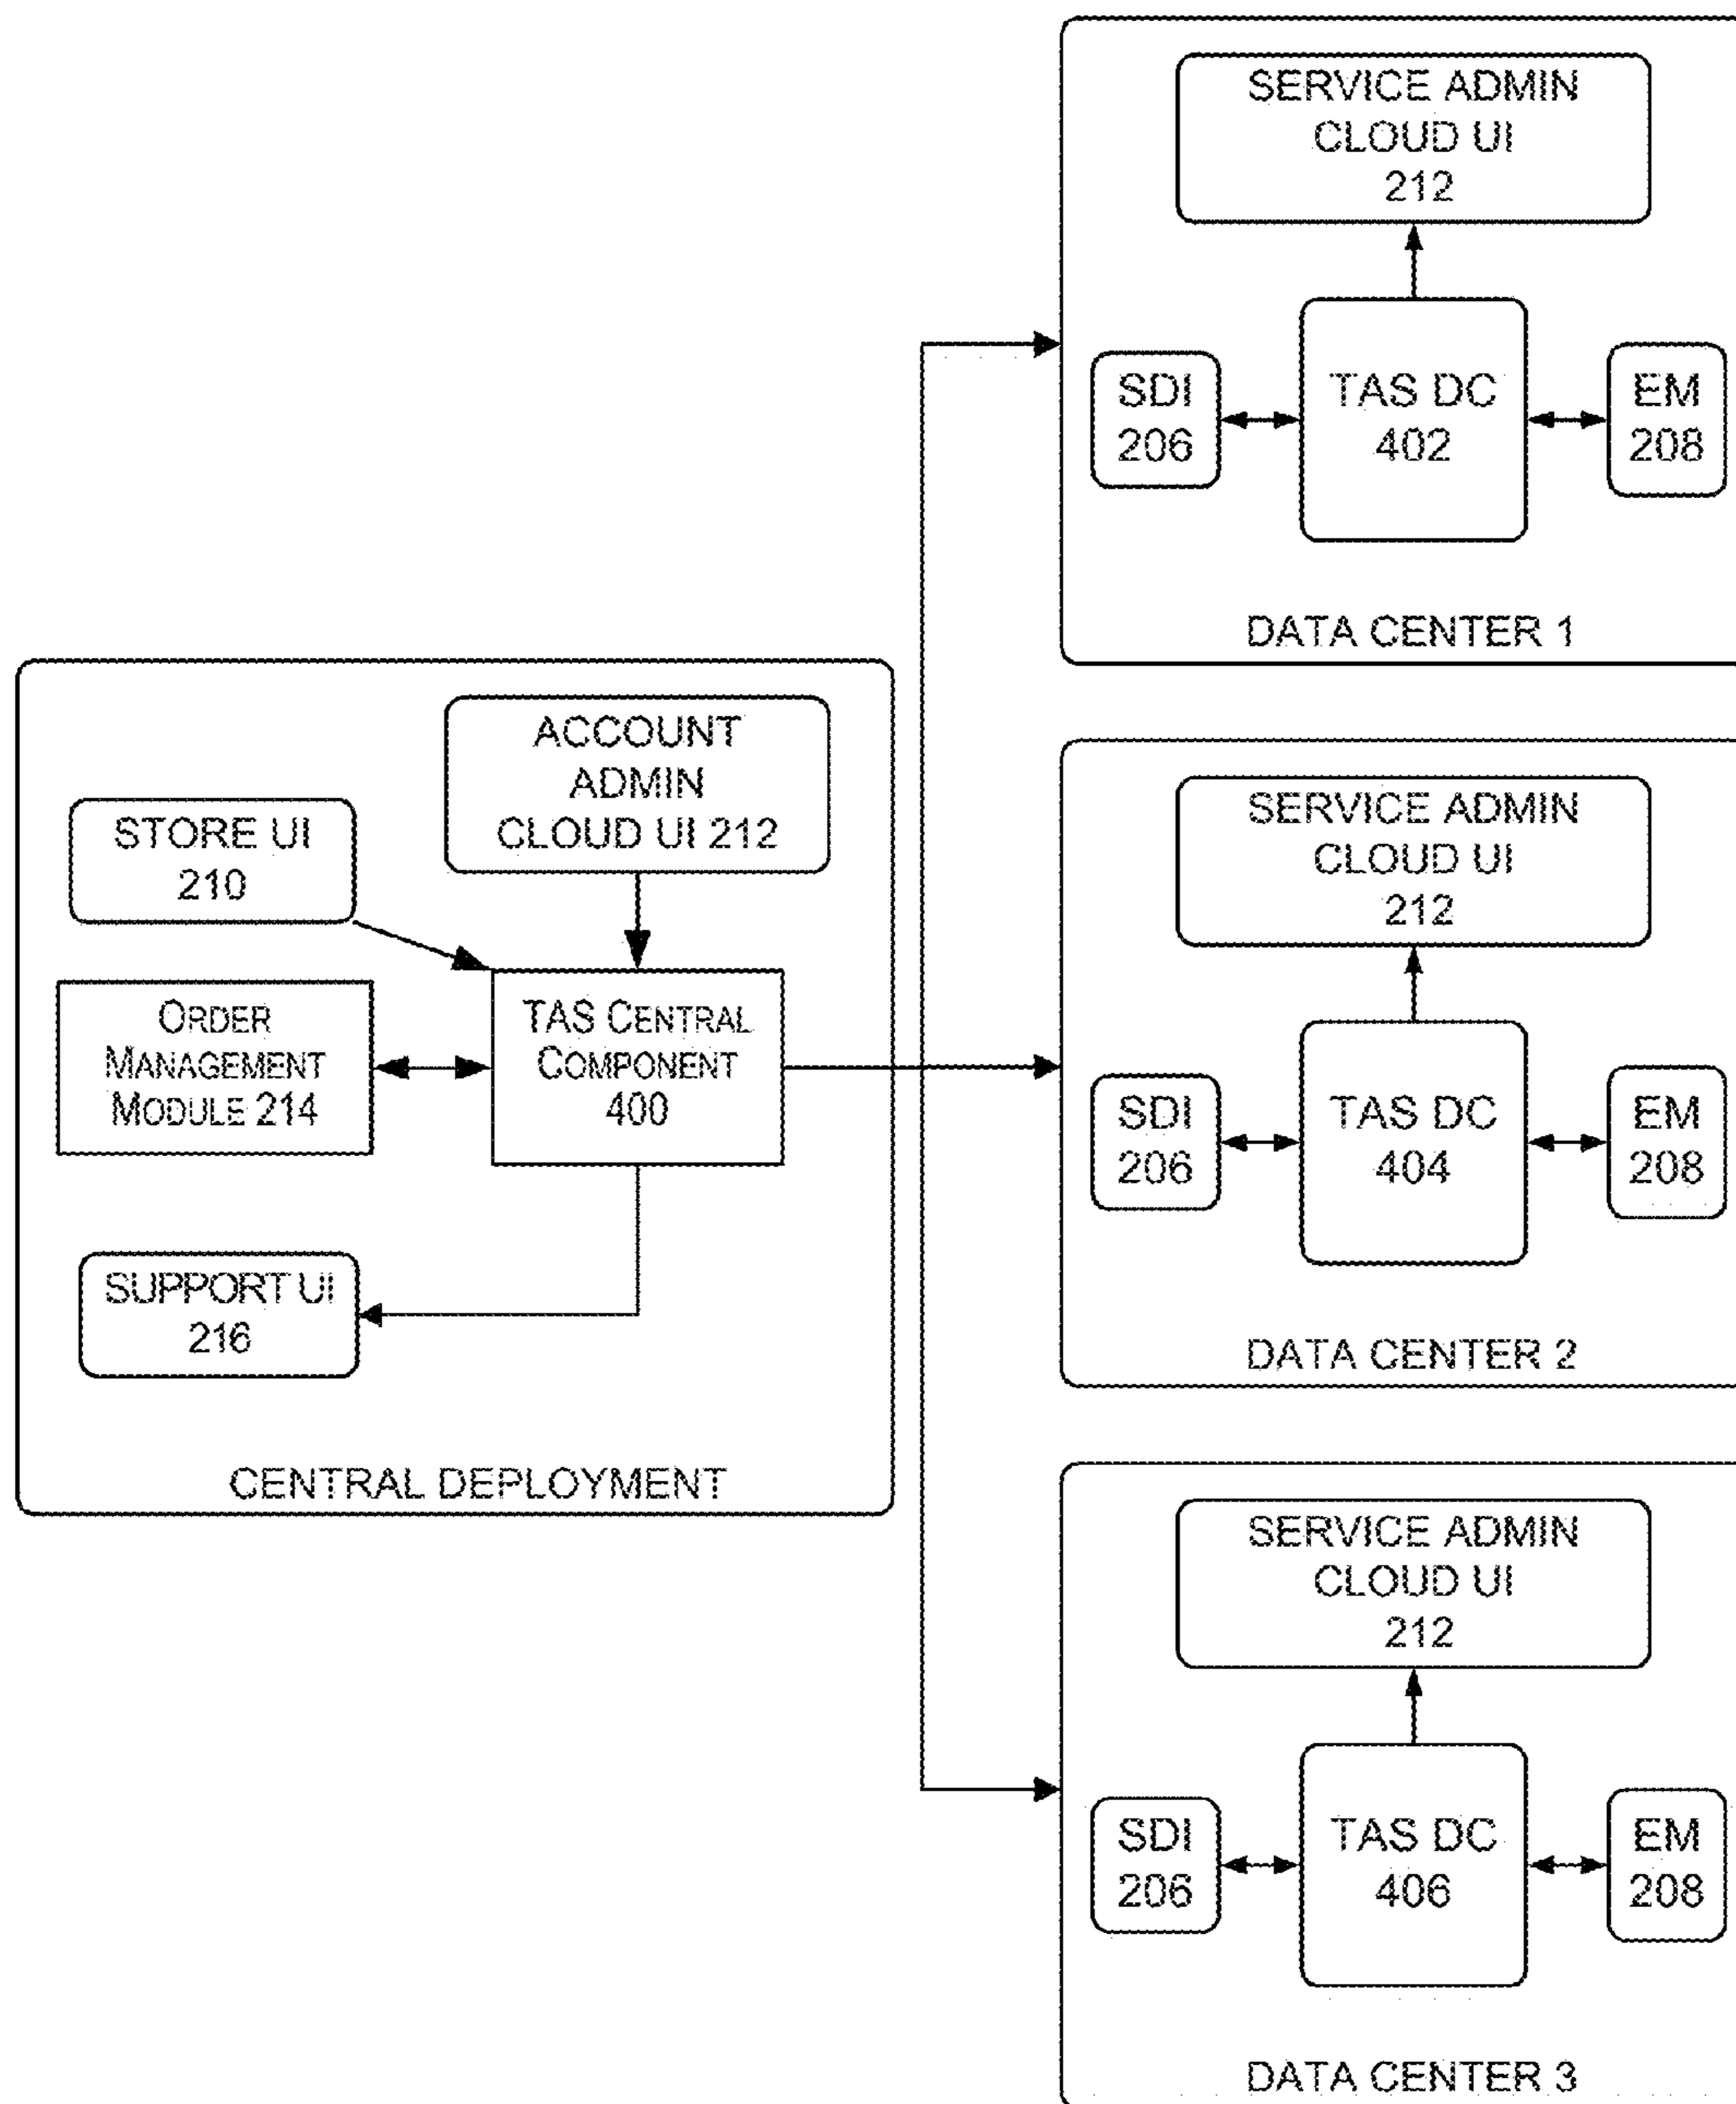 SERVICE ADMIN
CLOUD UI
212
SDI
206
TAS DC
402
EM
208
DATA CENTER 1
ACCOUNT
ADMIN
CLOUD UI 212
STORE UI
210
ORDER
MANAGEMENT
MODULE 214
TAS CENTRAL
COMPONENT
400
SUPPORT UI
216
CENTRAL DEPLOYMENT
SERVICE ADMIN
CLOUD UI
212
SDI
206
TAS DC
404
EM
208
DATA CENTER 2
SERVICE ADMIN
CLOUD UI
212
SDI
206
TAS DC
406
EM
208
DATA CENTER 3